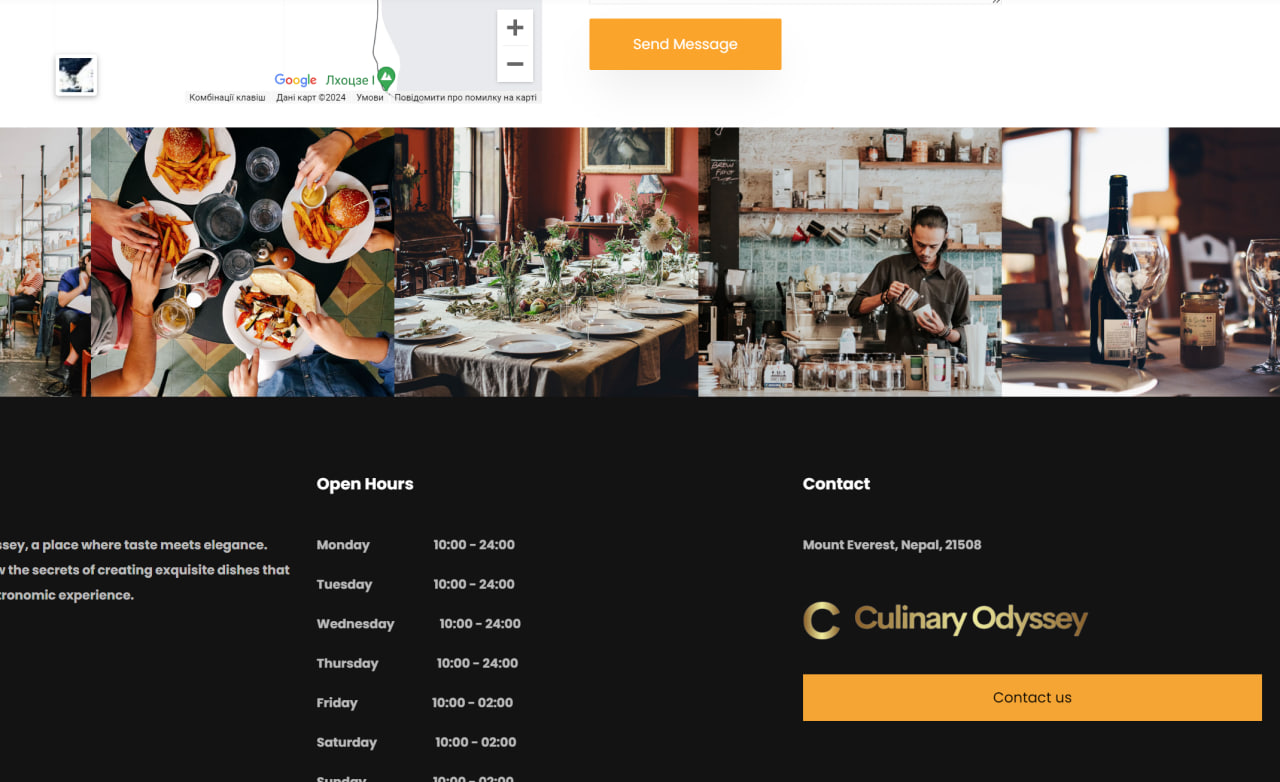 Send Message
Google
Лхоцзе I
Комбінації клавіш Дані карт ©2024 Умови Повідомити про помилку на карті
Open Hours
Contact
ssey, a place where taste meets elegance.
w the secrets of creating exquisite dishes that
tronomic experience.
Monday 10:00 - 24:00
Tuesday 10:00 - 24:00
Wednesday 10:00 - 24:00
Thursday 10:00 - 24:00
Friday 10:00 - 02:00
Saturday 10:00 - 02:00
Sunday 10:00 - 02:00
Mount Everest, Nepal, 21508
Culinary Odyssey
Contact us